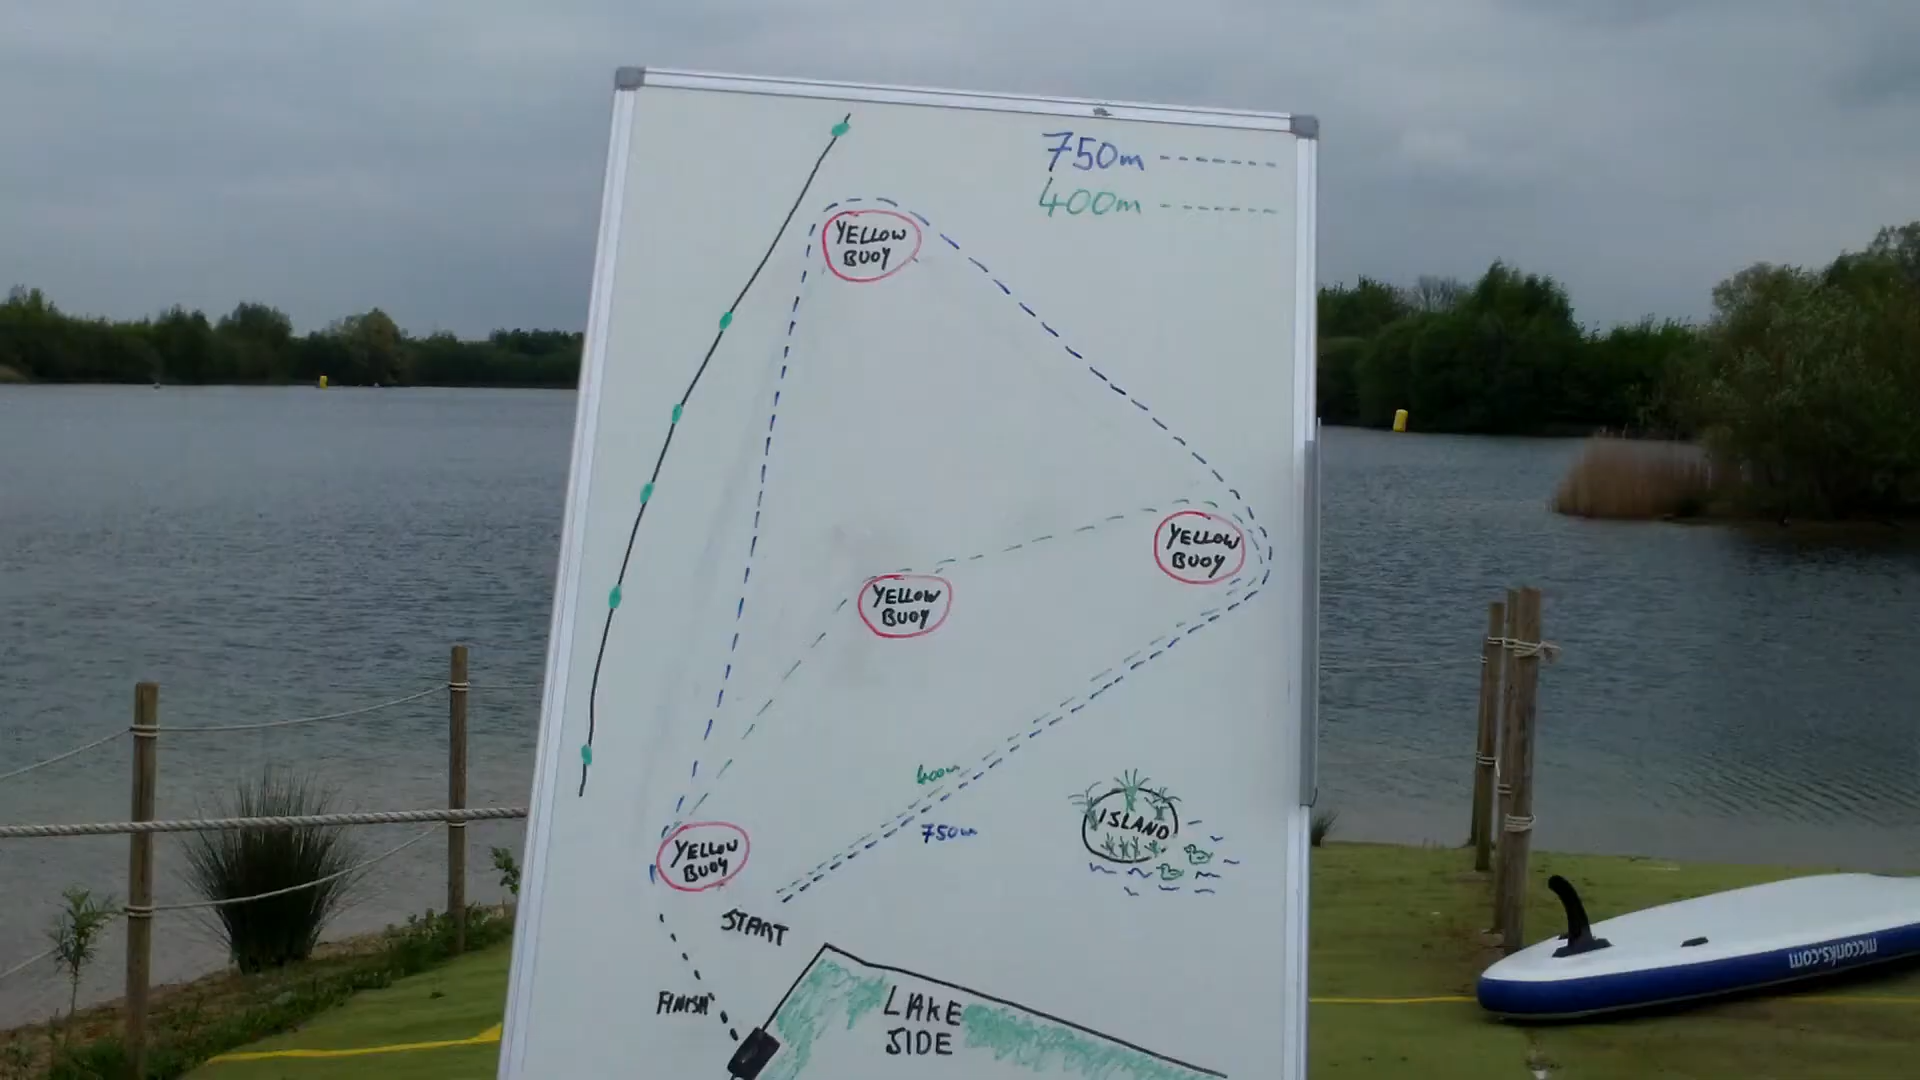 750m
400m
YELLOW
BUOY
YELLOW
BUOY
YELLOW
BUOY
400m
750m
ISLAND
YELLOW
BUOY
START
FINISH
LAKE
SIDE
mcconks.com